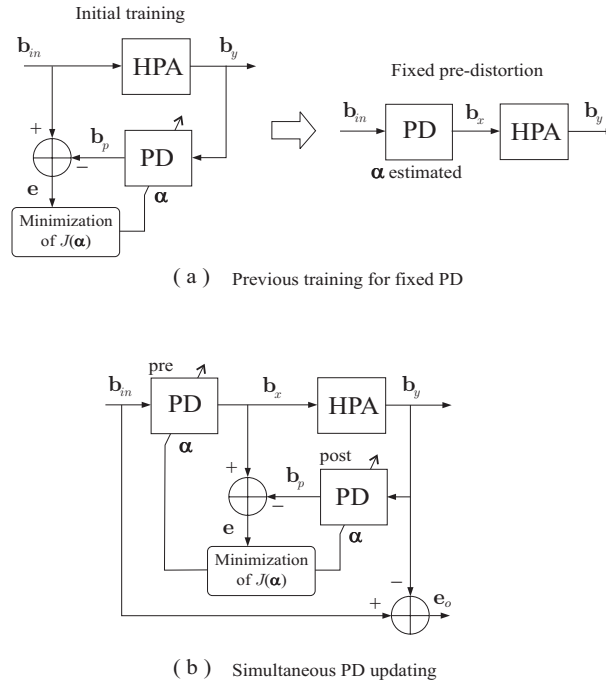 Initial training
b_in
HPA
b_y
+
b_p
−
PD
e
α
Minimization
of J(α)
Fixed pre-distortion
b_in
PD
b_x
HPA
b_y
α estimated
( a ) Previous training for fixed PD
pre
b_in
PD
b_x
HPA
b_y
α
post
+
b_p
−
PD
e
α
Minimization
of J(α)
−
+
e_o
( b ) Simultaneous PD updating